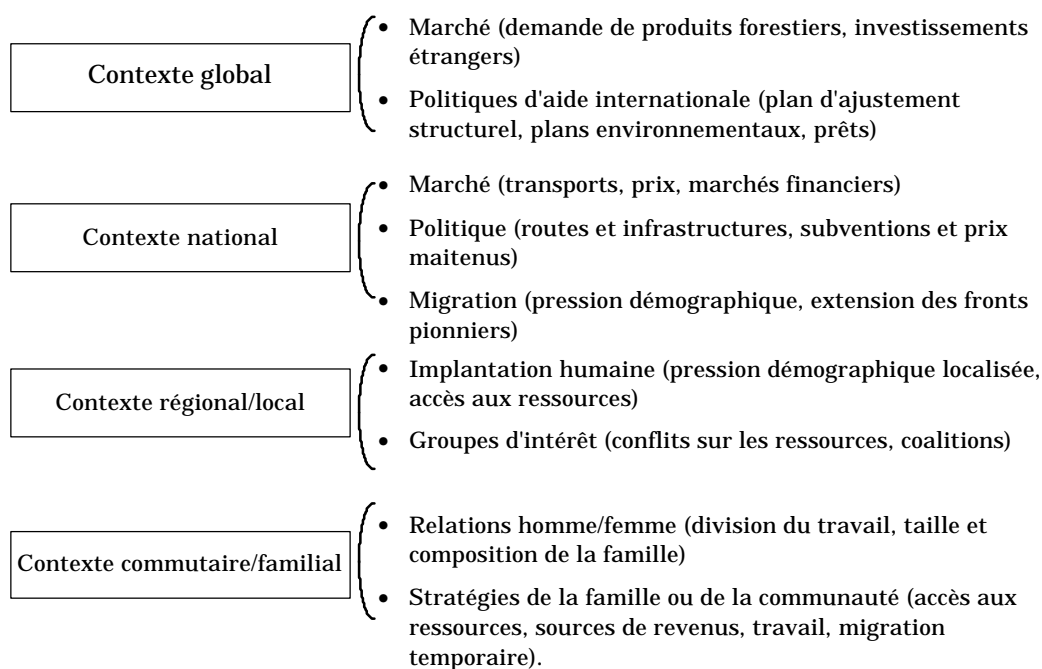 Contexte global
• Marché (demande de produits forestiers, investissements
étrangers)
• Politiques d'aide internationale (plan d'ajustement
structurel, plans environnementaux, prêts)
Contexte national
• Marché (transports, prix, marchés financiers)
• Politique (routes et infrastructures, subventions et prix
maitenus)
• Migration (pression démographique, extension des fronts
pionniers)
Contexte régional/local
• Implantation humaine (pression démographique localisée,
accès aux ressources)
• Groupes d'intérêt (conflits sur les ressources, coalitions)
Contexte commutaire/familial
• Relations homme/femme (division du travail, taille et
composition de la famille)
• Stratégies de la famille ou de la communauté (accès aux
ressources, sources de revenus, travail, migration
temporaire).